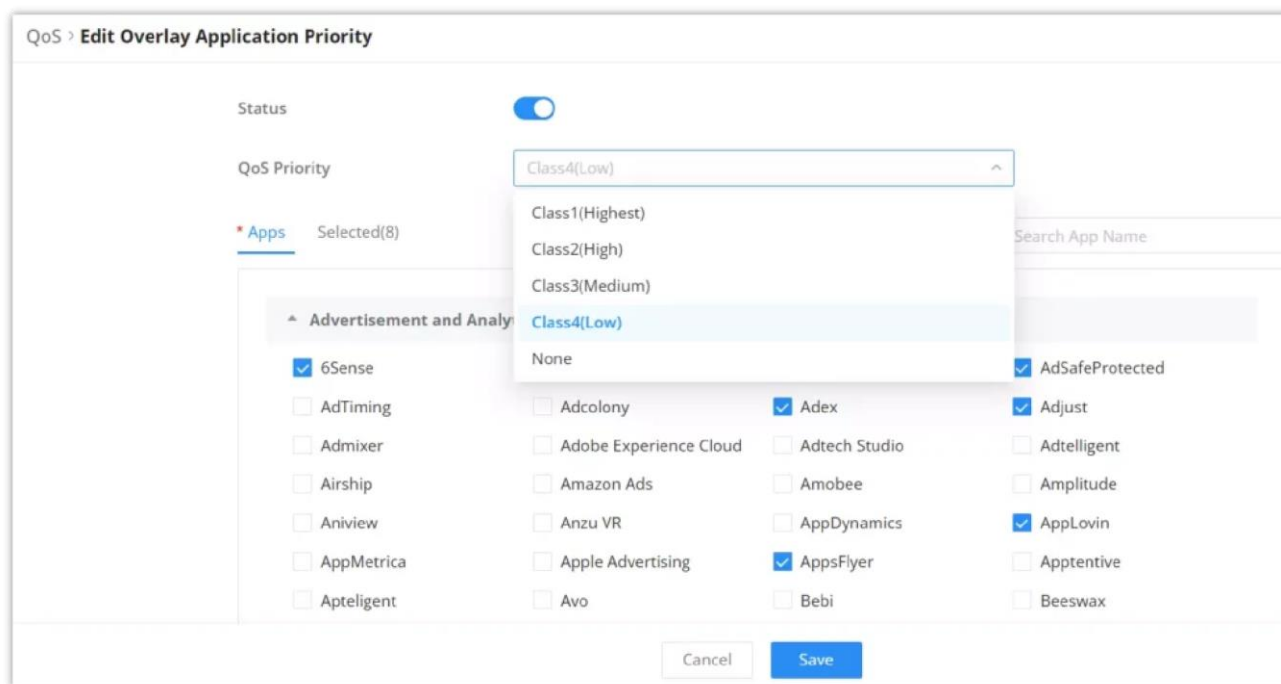 QoS > Edit Overlay Application Priority
Status
QoS Priority
Class4(Low)
Class1(Highest)
Class2(High)
Class3(Medium)
Class4(Low)
None
* Apps Selected(8)
Search App Name
Advertisement and Analy
6Sense AdSafeProtected
AdTiming Adcolony Adex Adjust
Admixer Adobe Experience Cloud Adtech Studio Adtelligent
Airship Amazon Ads Amobee Amplitude
Aniview Anzu VR AppDynamics AppLovin
AppMetrica Apple Advertising AppsFlyer Apptentive
Apteligent Avo Bebi Beeswax
Cancel Save